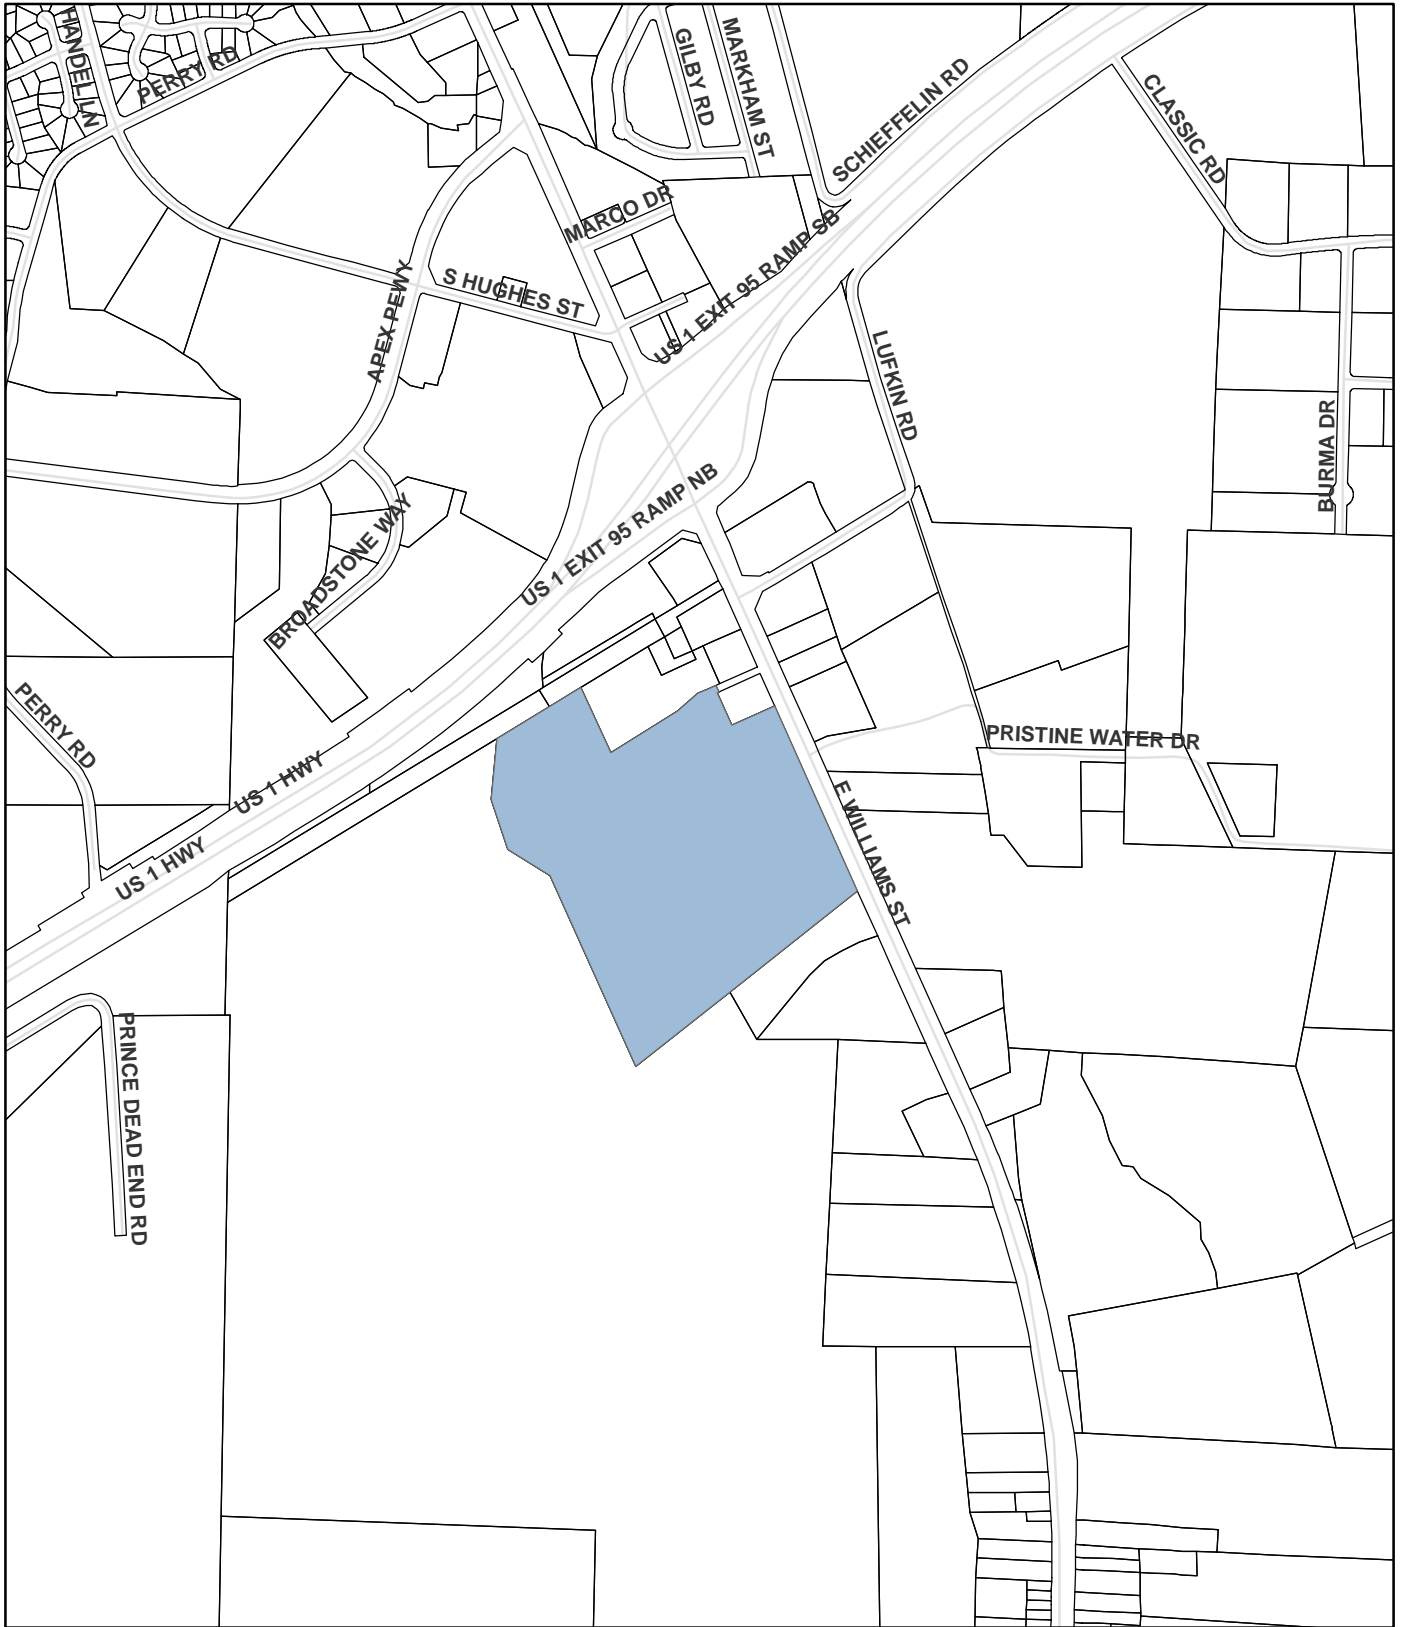 HANDEL LN
PERRY RD
GILBY RD
MARKHAM ST
SCHIEFFELIN RD
CLASSIC RD
MARCO DR
US 1 EXIT 95 RAMP SB
S HUGHES ST
APEX PEWY
LUFKIN RD
BURMA DR
US 1 EXIT 95 RAMP NB
BROADSTONE WAY
PERRY RD
PRISTINE WATER DR
US 1 HWY
US 1 HWY
E WILLIAMS ST
PRINCE DEAD END RD